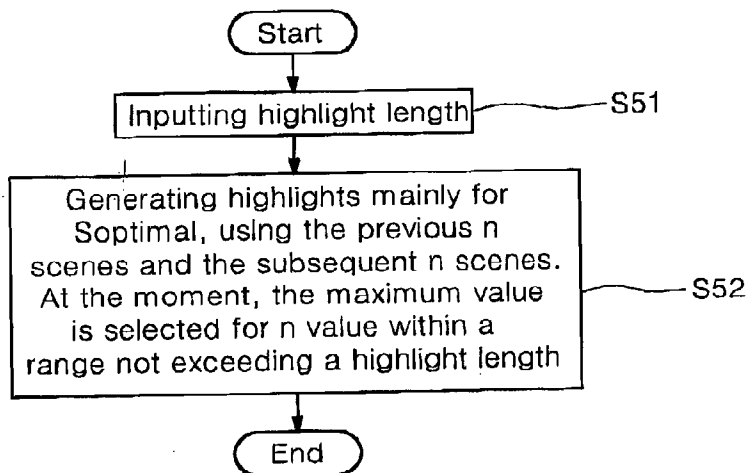 Start
Inputting highlight length
S51
Generating highlights mainly for
Soptimal, using the previous n
scenes and the subsequent n scenes.
At the moment, the maximum value
is selected for n value within a
range not exceeding a highlight length
S52
End